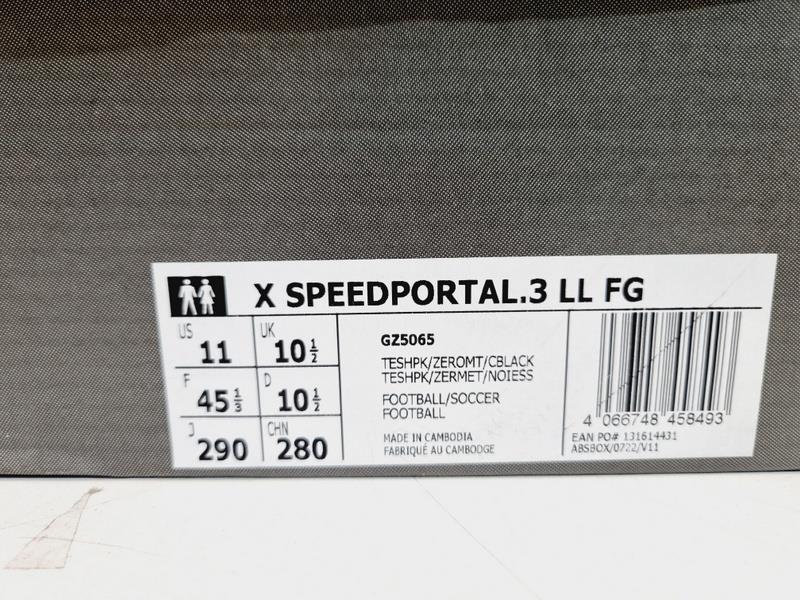 X SPEEDPORTAL.3 LL FG
US 11 UK 10 1/2
F 45 1/3 D 10 1/2
J 290 CHN 280
GZ5065
TESHPK/ZEROMT/CBLACK
TESHPK/ZERMET/NOIESS
FOOTBALL/SOCCER
FOOTBALL
MADE IN CAMBODIA
FABRIQUÉ AU CAMBODGE
4 066748 458493
EAN PO# 131614431
ABSBOX/0722/V11